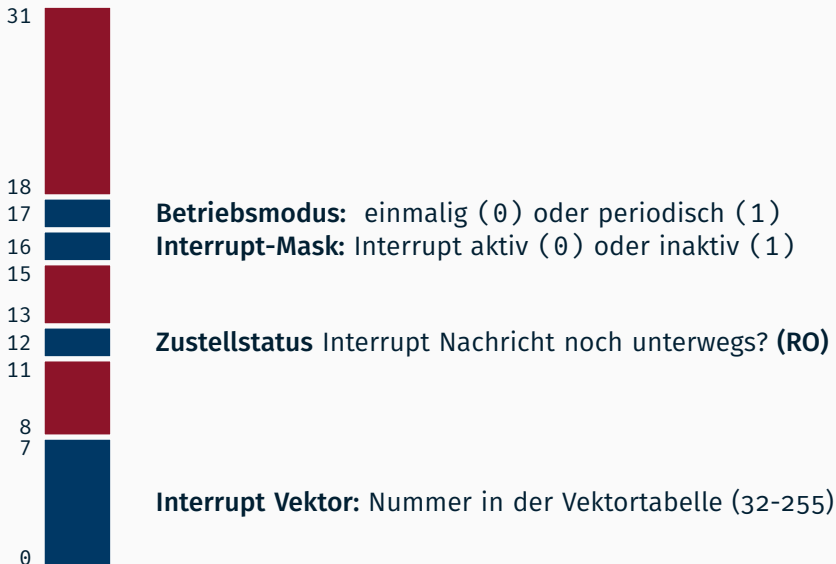 31
18
17 Betriebsmodus: einmalig (0) oder periodisch (1)
16 Interrupt-Mask: Interrupt aktiv (0) oder inaktiv (1)
15
13
12 Zustellstatus Interrupt Nachricht noch unterwegs? (RO)
11
8
7
Interrupt Vektor: Nummer in der Vektortabelle (32-255)
0